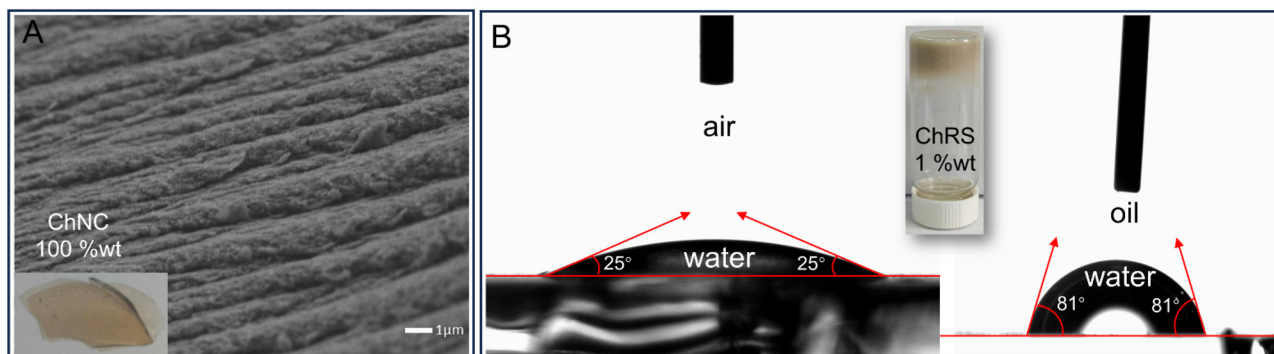 A
ChNC
100 %wt
1μm
B
air
ChRS
1 %wt
oil
25°
water
25°
water
81°
81°